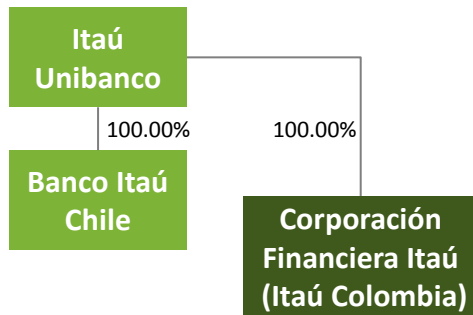 Itaú
Unibanco
100.00%
100.00%
Banco Itaú
Chile
Corporación
Financiera Itaú
(Itaú Colombia)